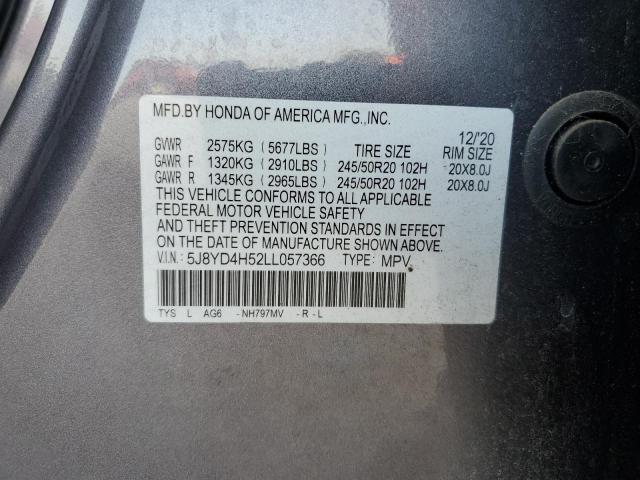 MFD.BY HONDA OF AMERICA MFG.,INC.
12/'20
GVWR 2575KG (5677LBS) TIRE SIZE RIM SIZE
GAWR F 1320KG (2910LBS) 245/50R20 102H 20X8.0J
GAWR R 1345KG (2965LBS) 245/50R20 102H 20X8.0J
THIS VEHICLE CONFORMS TO ALL APPLICABLE
FEDERAL MOTOR VEHICLE SAFETY
AND THEFT PREVENTION STANDARDS IN EFFECT
ON THE DATE OF MANUFACTURE SHOWN ABOVE.
V.I.N.: 5J8YD4H52LL057366 TYPE: MPV
TYS L AG6 -NH797MV -R-L